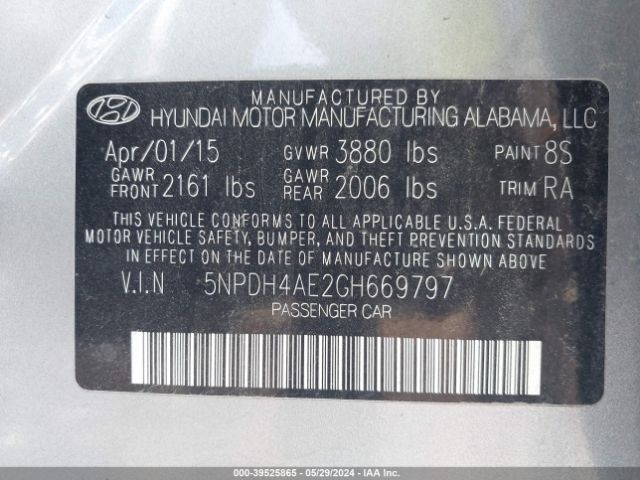 MANUFACTURED BY
HYUNDAI MOTOR MANUFACTURING ALABAMA, LLC
Apr/01/15 GVWR 3880 lbs PAINT 8S
GAWR FRONT 2161 lbs GAWR REAR 2006 lbs TRIM RA
THIS VEHICLE CONFORMS TO ALL APPLICABLE U.S.A. FEDERAL
MOTOR VEHICLE SAFETY, BUMPER, AND THEFT PREVENTION STANDARDS
IN EFFECT ON THE DATE OF MANUFACTURE SHOWN ABOVE.
V.I.N 5NPDH4AE2GH669797
PASSENGER CAR
000-39525865 - 05/29/2024 - IAA Inc.